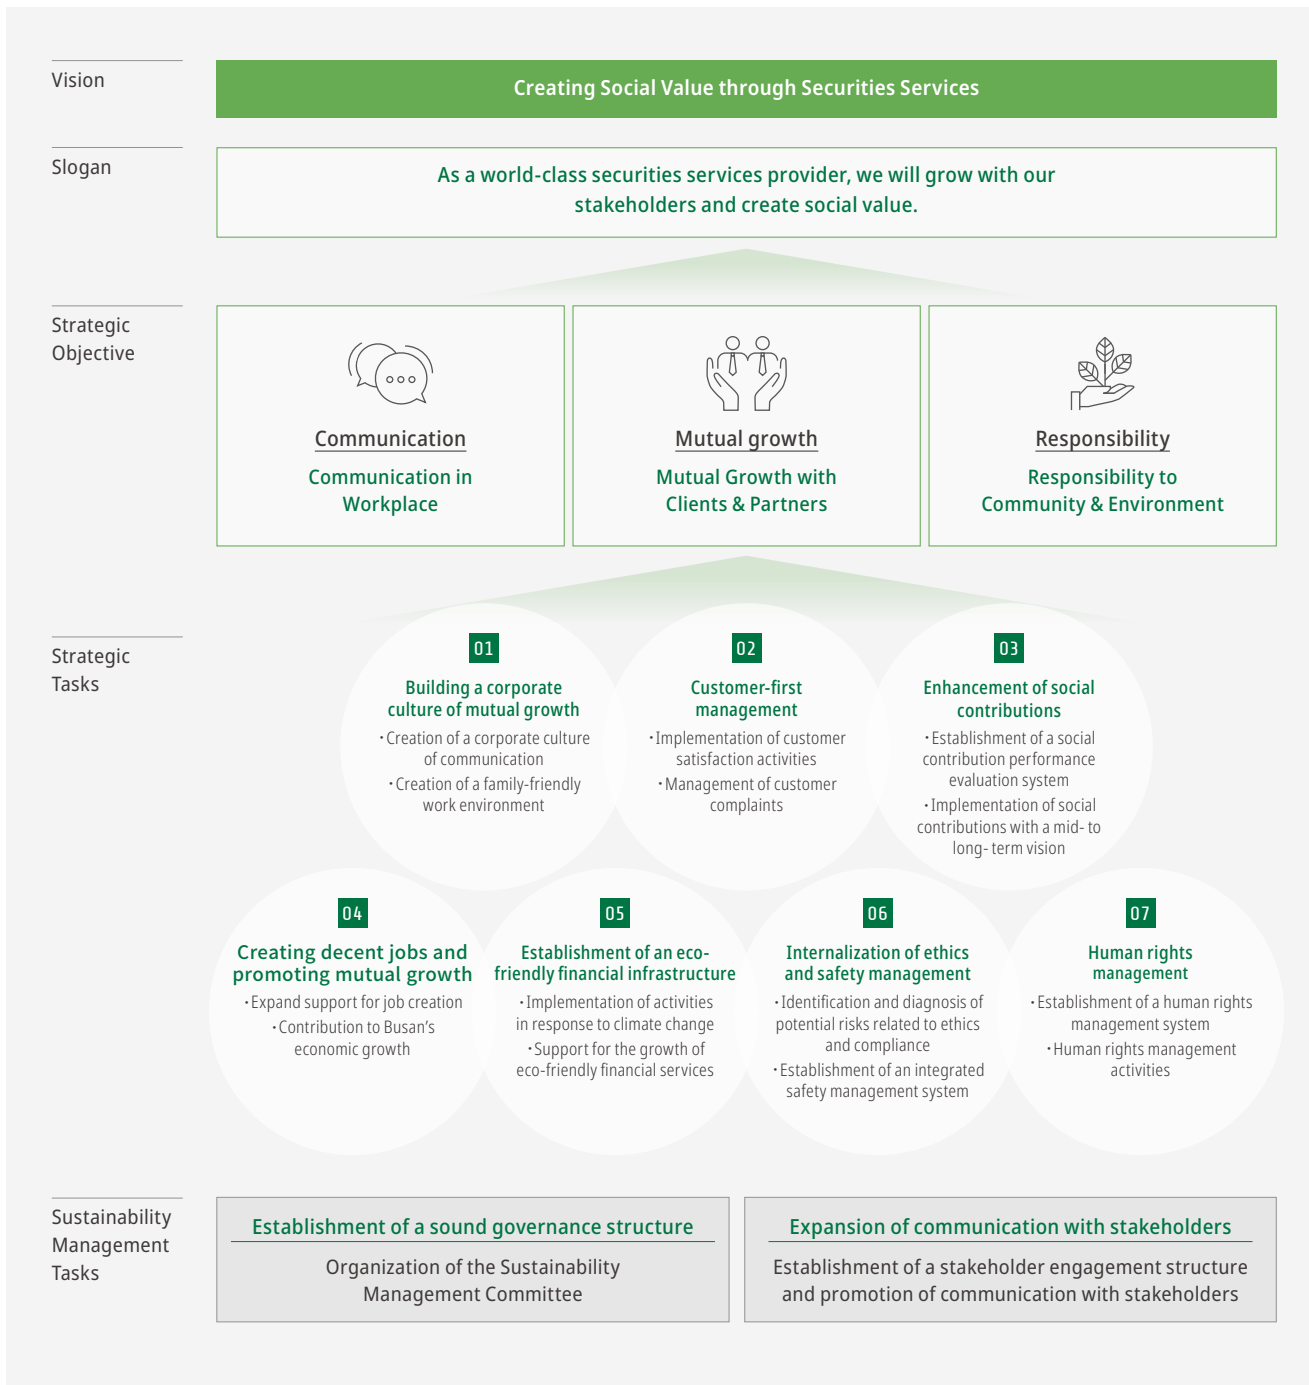 Vision
Creating Social Value through Securities Services
Slogan
As a world-class securities services provider, we will grow with our
stakeholders and create social value.
Strategic
Objective
Communication
Communication in
Workplace
Mutual growth
Mutual Growth with
Clients & Partners
Responsibility
Responsibility to
Community & Environment
Strategic
Tasks
01
Building a corporate
culture of mutual growth
· Creation of a corporate culture
of communication
· Creation of a family-friendly
work environment
02
Customer-first
management
· Implementation of customer
satisfaction activities
· Management of customer
complaints
03
Enhancement of social
contributions
· Establishment of a social
contribution performance
evaluation system
· Implementation of social
contributions with a mid- to
long- term vision
04
Creating decent jobs and
promoting mutual growth
· Expand support for job creation
· Contribution to Busan's
economic growth
05
Establishment of an eco-
friendly financial infrastructure
· Implementation of activities
in response to climate change
· Support for the growth of
eco-friendly financial services
06
Internalization of ethics
and safety management
· Identification and diagnosis of
potential risks related to ethics
and compliance
· Establishment of an integrated
safety management system
07
Human rights
management
· Establishment of a human rights
management system
· Human rights management
activities
Sustainability
Management
Tasks
Establishment of a sound governance structure
Organization of the Sustainability
Management Committee
Expansion of communication with stakeholders
Establishment of a stakeholder engagement structure
and promotion of communication with stakeholders